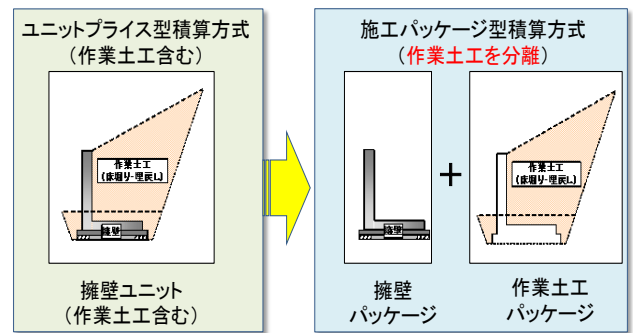 ユニットプライス型積算方式
(作業土工含む)
作業土工
(床堀り・埋戻し)
擁壁
擁壁ユニット
(作業土工含む)
施工パッケージ型積算方式
(作業土工を分離)
擁壁
+
作業土工
(床堀り・埋戻し)
擁壁
パッケージ
作業土工
パッケージ